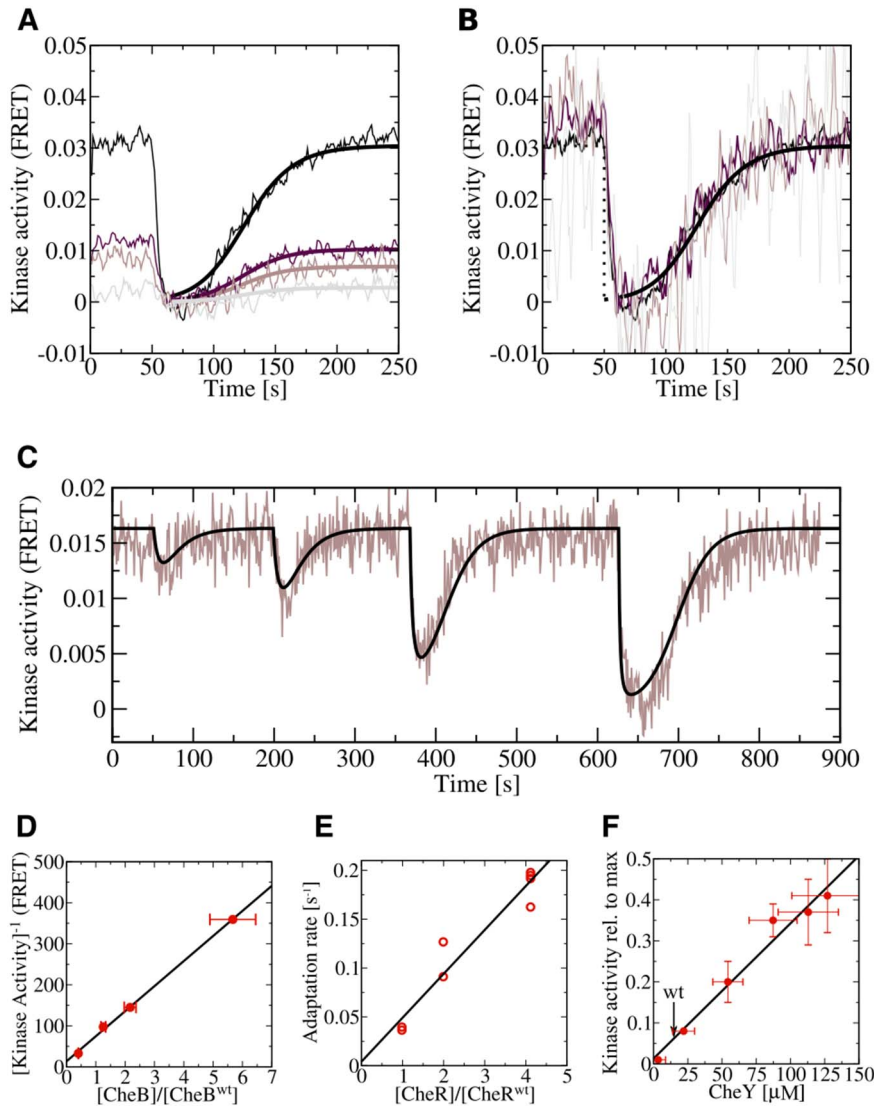 A
B
0.05
0.04
0.03
0.02
0.01
0
-0.01
Kinase activity (FRET)
0 50 100 150 200 250
Time [s]
0.05
0.04
0.03
0.02
0.01
0
-0.01
Kinase activity (FRET)
0 50 100 150 200 250
Time [s]
C
0.02
0.015
0.01
0.005
0
Kinase activity (FRET)
0 100 200 300 400 500 600 700 800 900
Time [s]
D
E
F
500
400
300
200
100
0
[Kinase Activity]⁻¹ (FRET)
0 1 2 3 4 5 6 7
[CheB]/[CheBʷᵗ]
0.2
0.15
0.1
0.05
0
Adaptation rate [s⁻¹]
0 1 2 3 4 5
[CheR]/[CheRʷᵗ]
0.5
0.4
0.3
0.2
0.1
0
Kinase activity rel. to max
wt
0 25 50 75 100 125 150
CheY [μM]